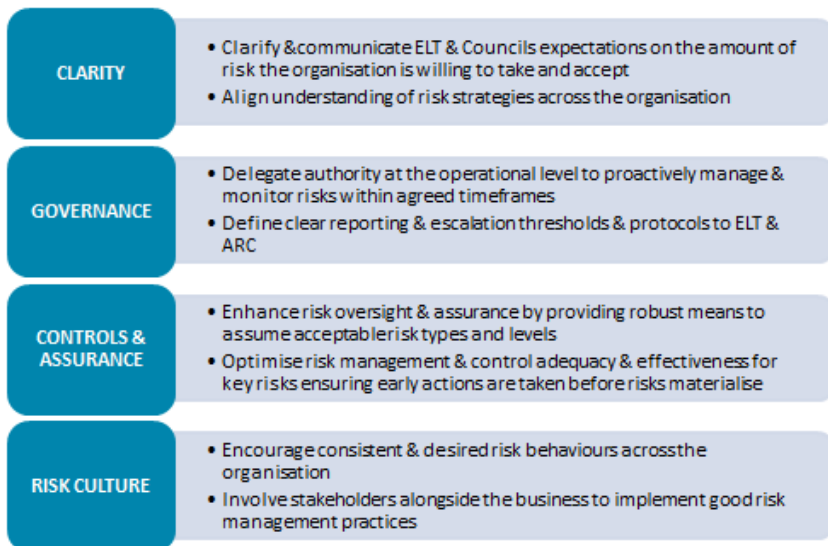 CLARITY
• Clarify &communicate ELT & Councils expectations on the amount of
risk the organisation is willing to take and accept
• Align understanding of risk strategies across the organisation
GOVERNANCE
• Delegate authority at the operational level to proactively manage &
monitor risks within agreed timeframes
• Define clear reporting & escalation thresholds & protocols to ELT &
ARC
CONTROLS &
ASSURANCE
• Enhance risk oversight & assurance by providing robust means to
assume acceptable risk types and levels
• Optimise risk management & control adequacy & effectiveness for
key risks ensuring early actions are taken before risks materialise
RISK CULTURE
• Encourage consistent & desired risk behaviours across the
organisation
• Involve stakeholders alongside the business to implement good risk
management practices